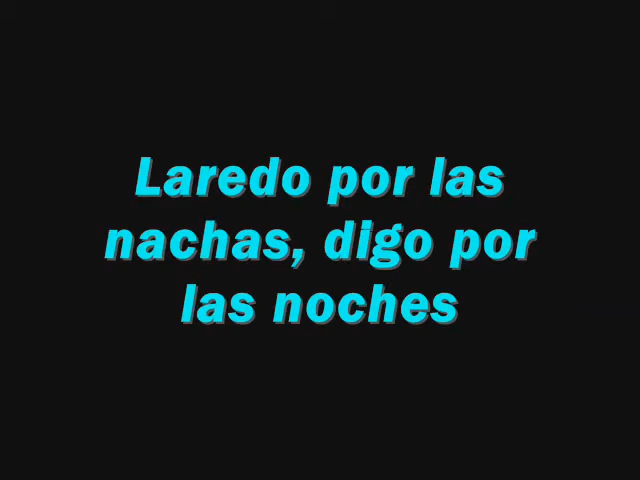 Laredo por las
nachas, digo por
las noches